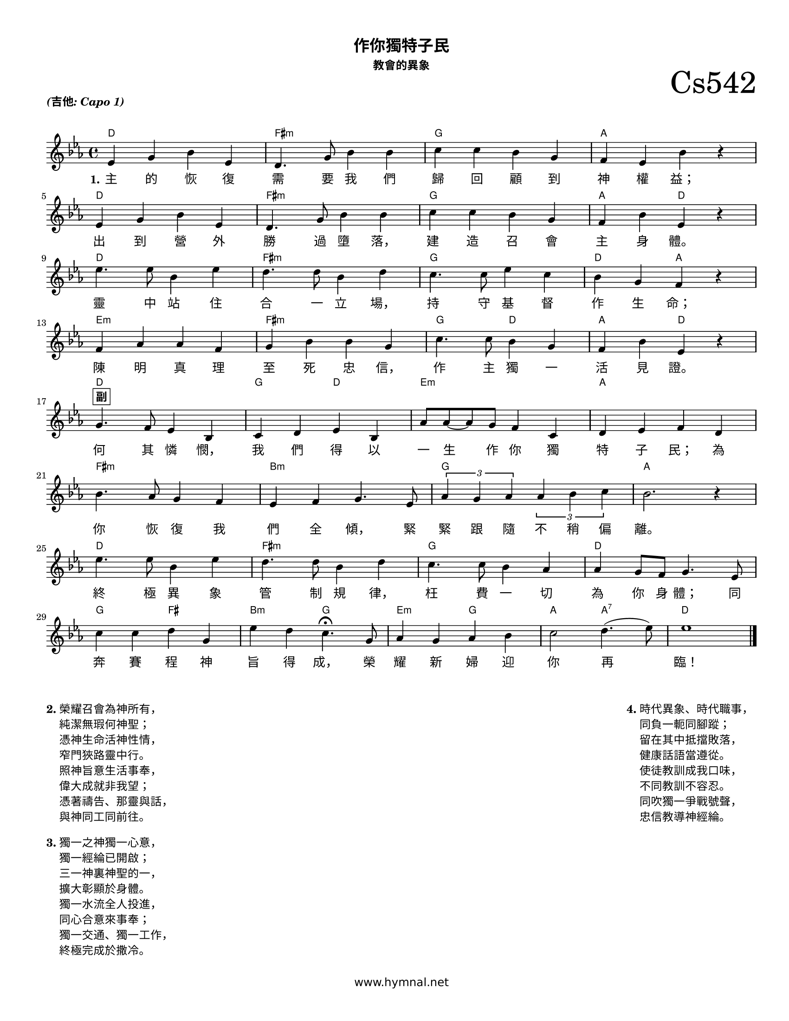 作你獨特子民
教會的異象
Cs542
(吉他: Capo 1)
D F♯m G A
1. 主 的 恢 復 需 要 我 們 歸 回 顧 到 神 權 益；
5
D F♯m G A D
出 到 營 外 勝 過 墮 落， 建 造 召 會 主 身 體。
9
D F♯m G D A
靈 中 站 住 合 一 立 場， 持 守 基 督 作 生 命；
13
Em F♯m G D A D
陳 明 真 理 至 死 忠 信， 作 主 獨 一 活 見 證。
D G D Em A
副
17
何 其 憐 憫， 我 們 得 以 一 生 作 你 獨 特 子 民； 為
21
F♯m Bm G A
3
3
你 恢 復 我 們 全 傾， 緊 緊 跟 隨 不 稍 偏 離。
25
D F♯m G D
終 極 異 象 管 制 規 律， 枉 費 一 切 為 你 身 體； 同
29
G F♯ Bm G Em G A A7 D
奔 賽 程 神 旨 得 成， 榮 耀 新 婦 迎 你 再 臨！
2. 榮耀召會為神所有，
純潔無瑕何神聖；
憑神生命活神性情，
窄門狹路靈中行。
照神旨意生活事奉，
偉大成就非我望；
憑著禱告、那靈與話，
與神同工同前往。
3. 獨一之神獨一心意，
獨一經綸已開啟；
三一神裏神聖的一，
擴大彰顯於身體。
獨一水流全人投進，
同心合意來事奉；
獨一交通、獨一工作，
終極完成於撒冷。
4. 時代異象、時代職事，
同負一軛同腳蹤；
留在其中抵擋敗落，
健康話語當遵從。
使徒教訓成我口味，
不同教訓不容忍。
同吹獨一爭戰號聲，
忠信教導神經綸。
www.hymnal.net